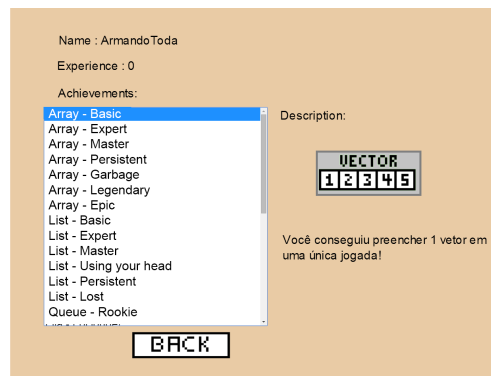 Name : ArmandoToda
Experience : 0
Achievements:
Array - Basic
Array - Expert
Array - Master
Array - Persistent
Array - Garbage
Array - Legendary
Array - Epic
List - Basic
List - Expert
List - Master
List - Using your head
List - Persistent
List - Lost
Queue - Rookie
Description:
VECTOR
1 2 3 4 5
Você conseguiu preencher 1 vetor em
uma única jogada!
BACK